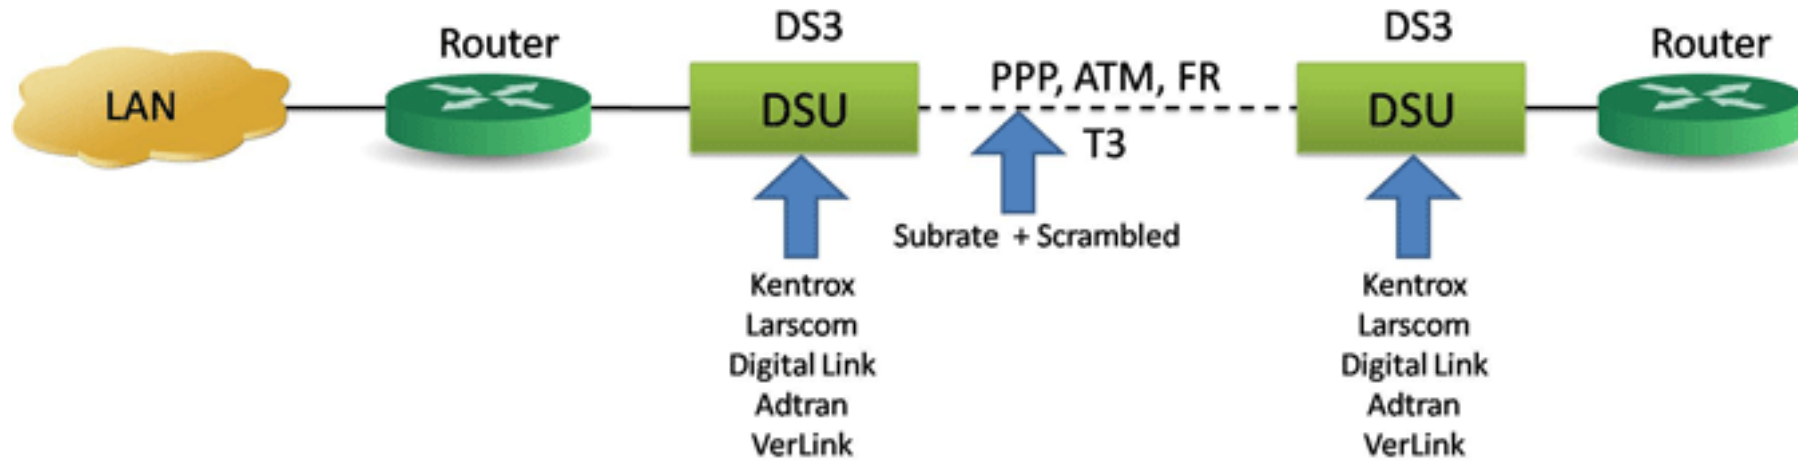 LAN
Router
DS3
DSU
PPP, ATM, FR
T3
Subrate + Scrambled
DS3
DSU
Router
Kentrox
Larscom
Digital Link
Adtran
VerLink
Kentrox
Larscom
Digital Link
Adtran
VerLink